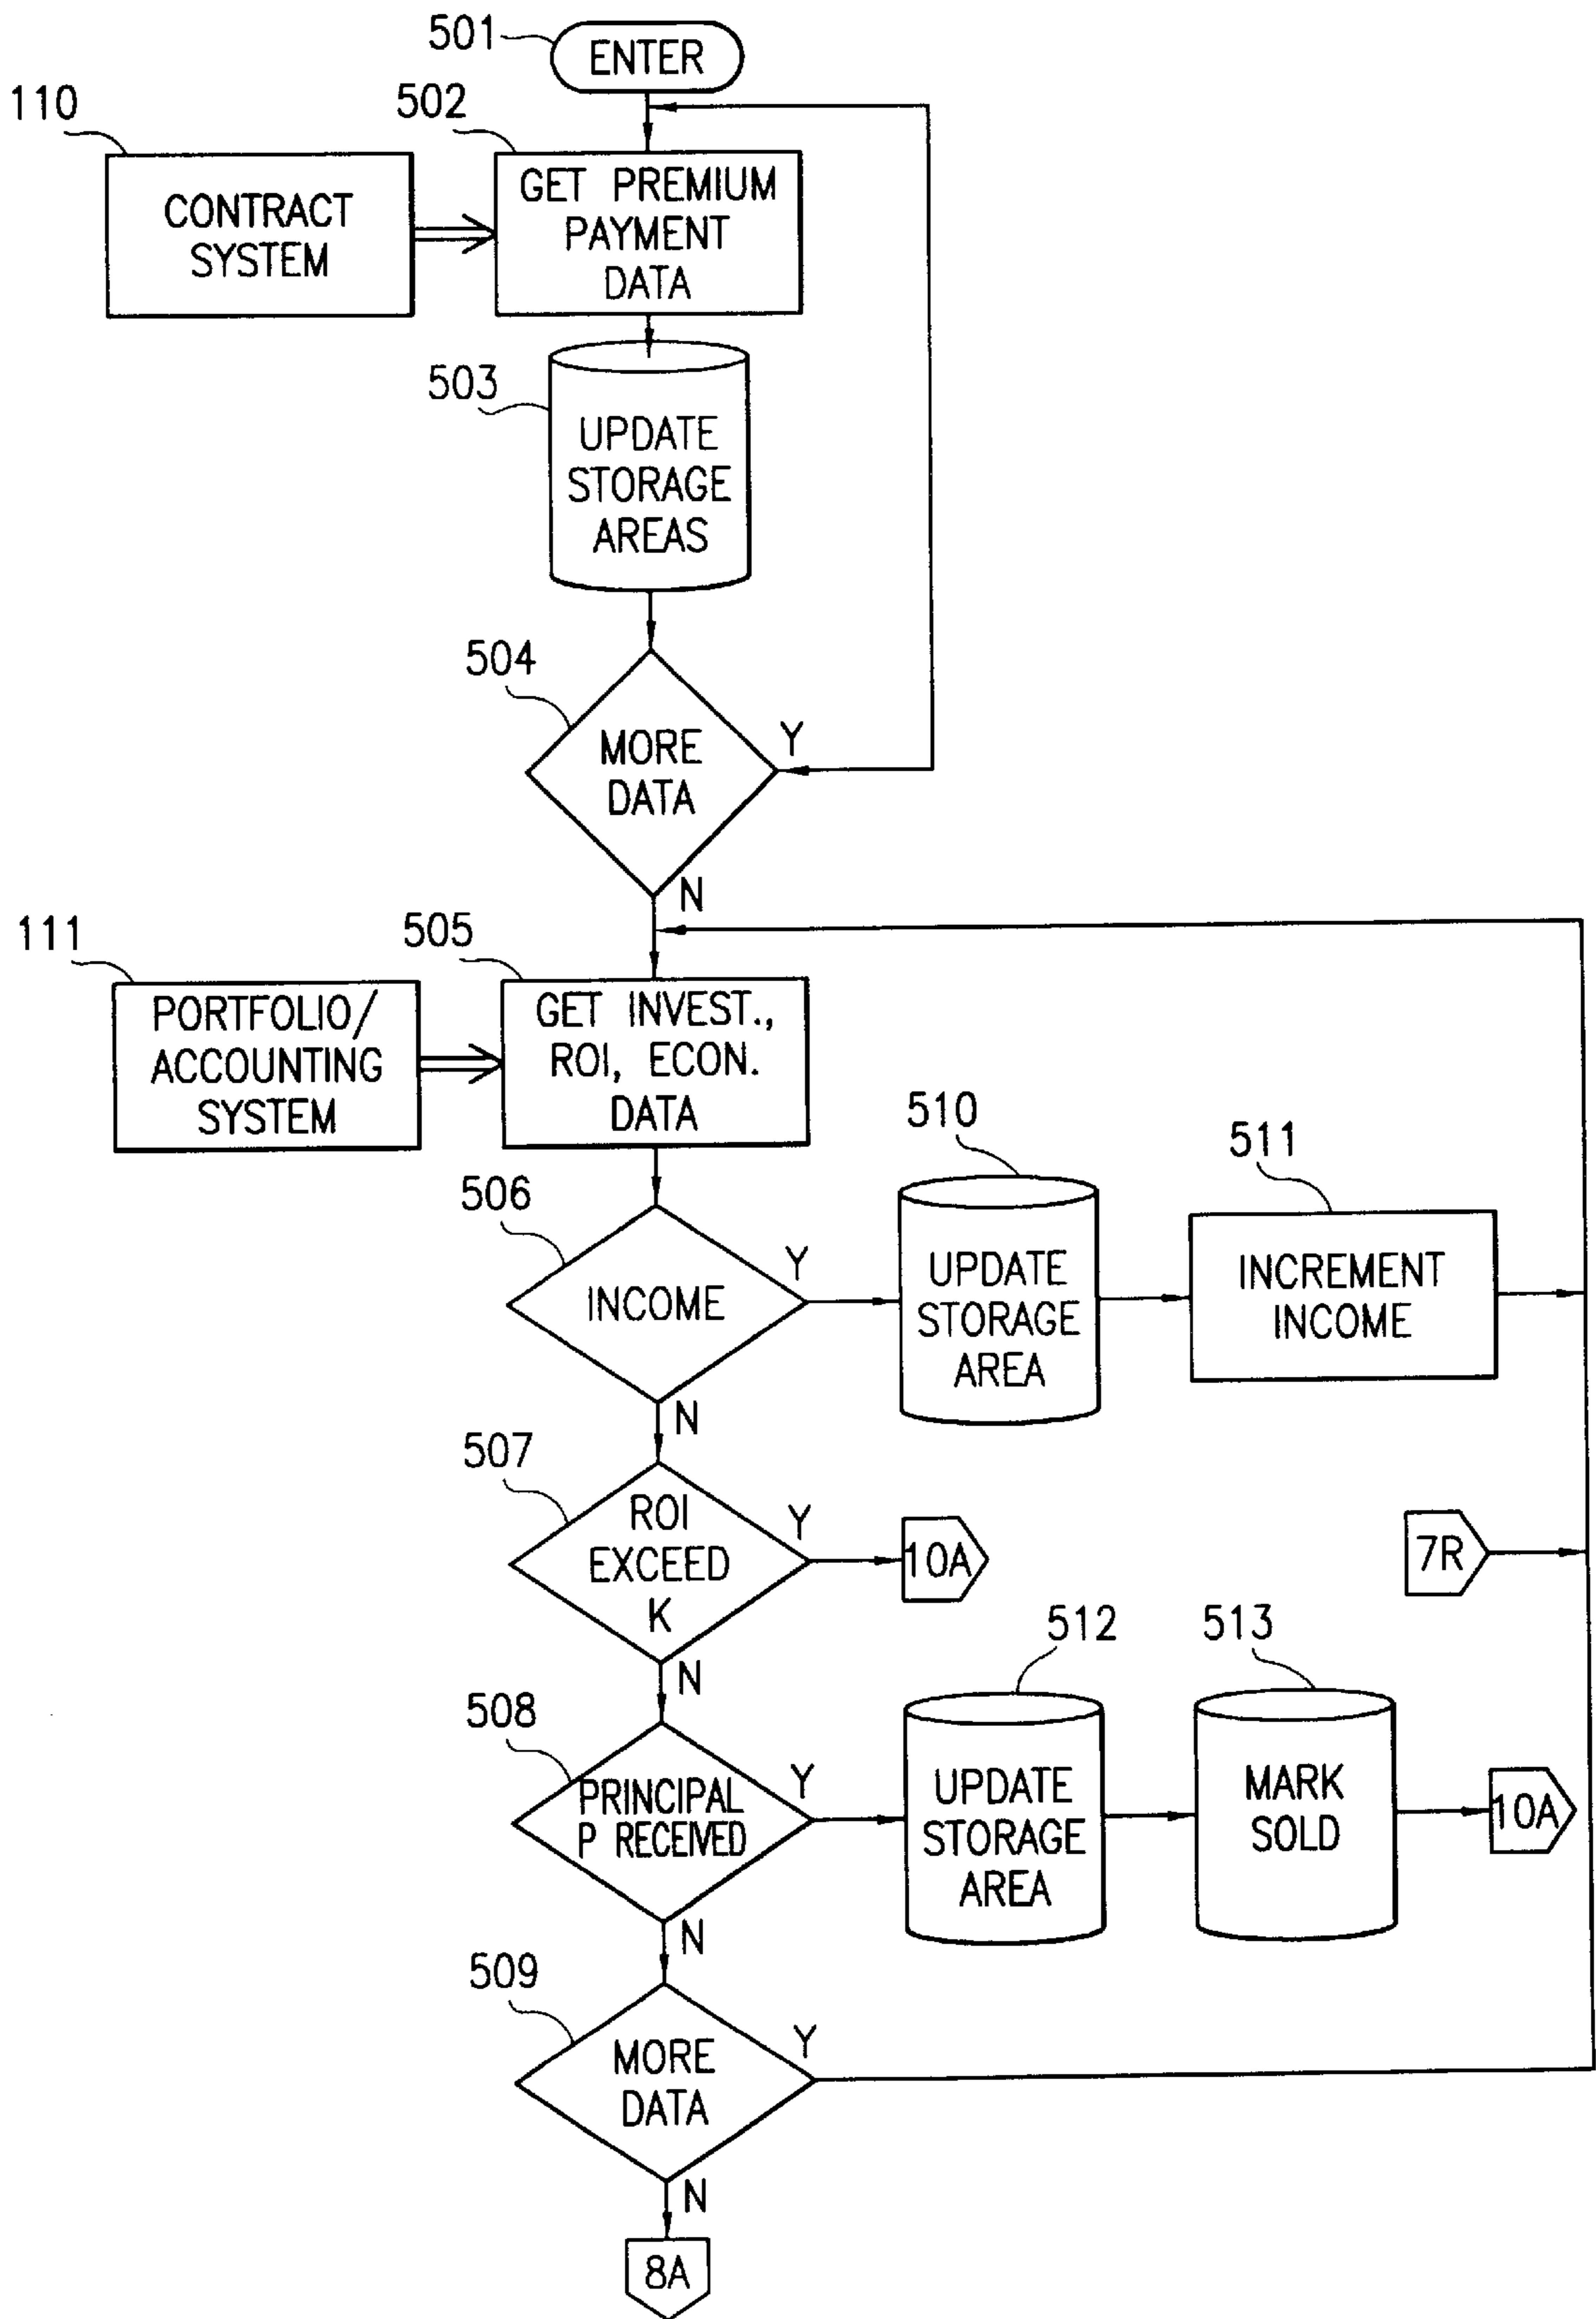 501
ENTER
110
502
CONTRACT
SYSTEM
GET PREMIUM
PAYMENT
DATA
503
UPDATE
STORAGE
AREAS
504
MORE
DATA
Y
N
111
505
PORTFOLIO/
ACCOUNTING
SYSTEM
GET INVEST.,
ROI, ECON.
DATA
506
INCOME
Y
N
510
UPDATE
STORAGE
AREA
511
INCREMENT
INCOME
507
ROI
EXCEED
K
Y
N
10A
7R
508
PRINCIPAL
P RECEIVED
Y
N
512
UPDATE
STORAGE
AREA
513
MARK
SOLD
10A
509
MORE
DATA
Y
N
8A